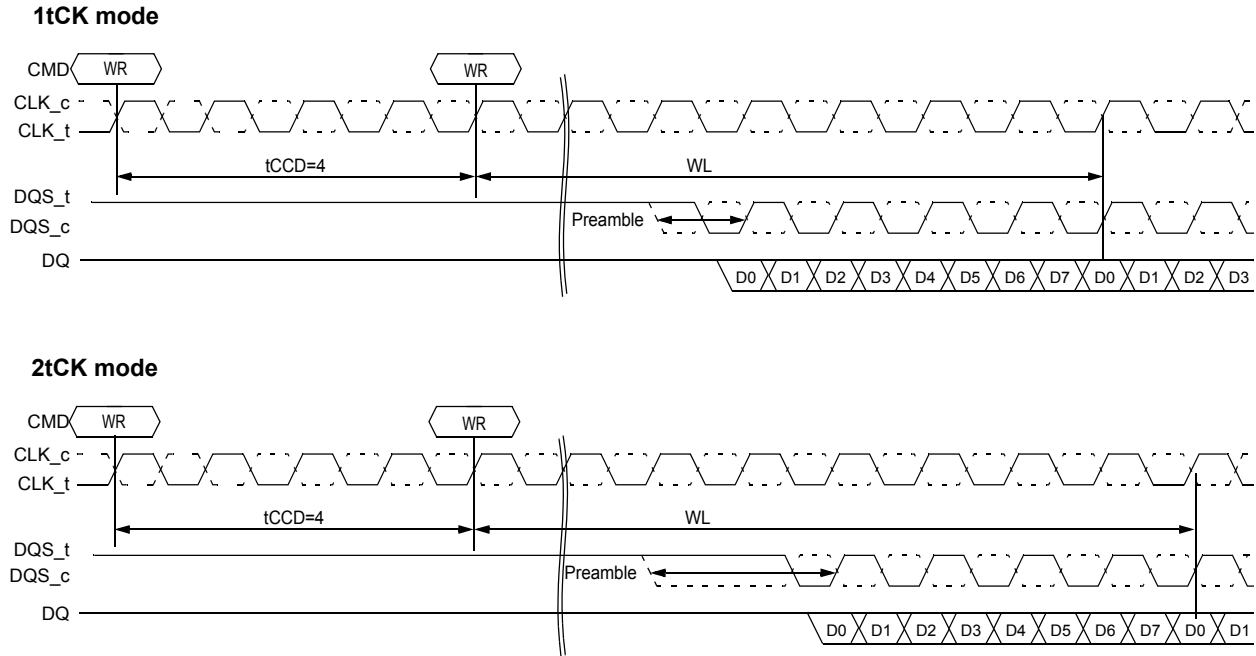 1tCK mode
CMD WR WR
CLK_c
CLK_t
tCCD=4 WL
DQS_t
Preamble
DQS_c
DQ
D0 D1 D2 D3 D4 D5 D6 D7 D0 D1 D2 D3
2tCK mode
CMD WR WR
CLK_c
CLK_t
tCCD=4 WL
DQS_t
DQS_c Preamble
DQ
D0 D1 D2 D3 D4 D5 D6 D7 D0 D1